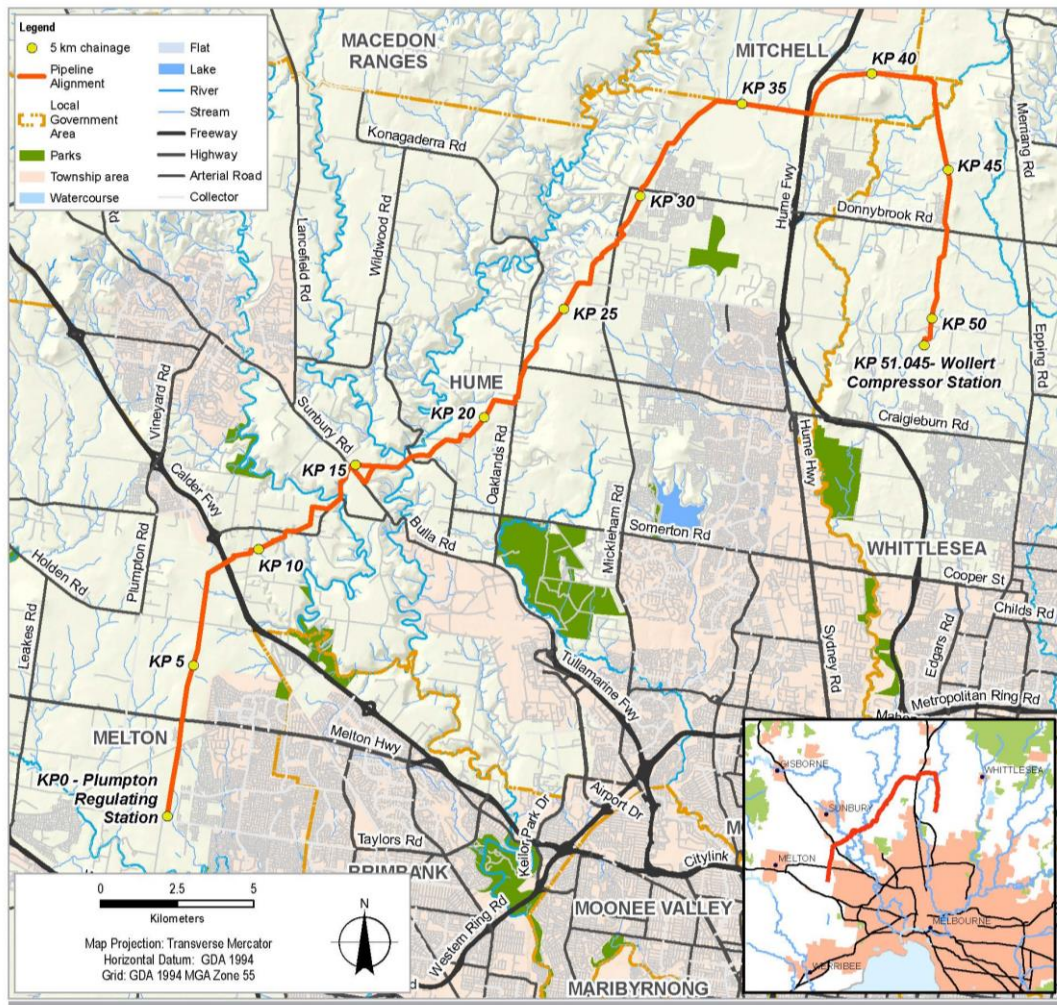 Legend
5 km chainage
Pipeline
Alignment
Local
Government
Area
Parks
Township area
Watercourse
Flat
Lake
River
Stream
Freeway
Highway
Arterial Road
Collector
MACEDON
RANGES
MITCHELL
KP 40
KP 35
Konagaderra Rd
Merriang Rd
KP 45
Hume Fwy
KP 30
Donnybrook Rd
Wildwood Rd
Lancefield Rd
KP 25
KP 50
KP 51.045- Wollert
Compressor Station
Epping Rd
HUME
Vineyard Rd
Sunbury Rd
KP 20
Craigieburn Rd
Hume Hwy
Oaklands Rd
KP 15
Calder Fwy
Bulla Rd
Mickleham Rd
Somerton Rd
WHITTLESEA
Plumpton Rd
KP 10
Holden Rd
Cooper St
Childs Rd
Leakes Rd
Edgars Rd
KP 5
Sydney Rd
Tullamarine Fwy
Metropolitan Ring Rd
MELTON
Melton Hwy
KP0 - Plumpton
Regulating
Station
Airport Dr
Keilor Park Dr
Taylors Rd
Citylink
BRIMBANK
MOONEE VALLEY
Western Ring Rd
MARIBYRNONG
0 2.5 5
Kilometers
N
Map Projection: Transverse Mercator
Horizontal Datum: GDA 1994
Grid: GDA 1994 MGA Zone 55
GISBORNE
WHITTLESEA
SUNBURY
MELTON
MELBOURNE
WERRIBEE